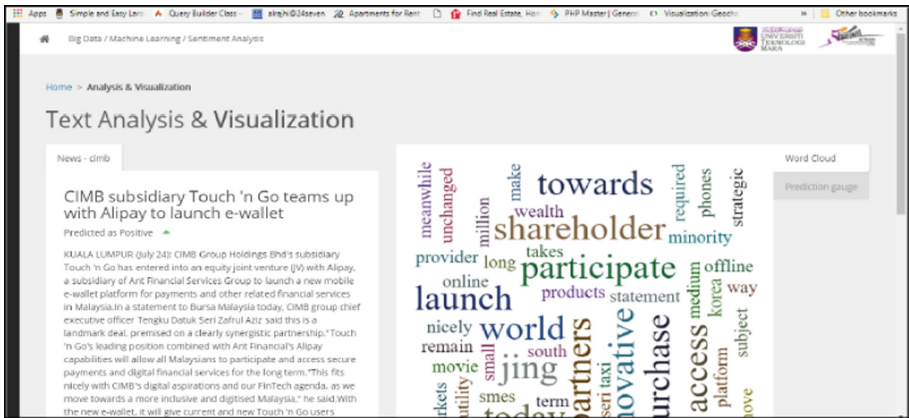 Apps
Simple and Easy Lara
Query Builder Class -
alrajhi@24seven
Apartments for Rent
Find Real Estate, Hom
PHP Master | Generat
Visualization: Geocha
»
Other bookmarks
Big Data / Machine Learning / Sentiment Analysis
UNIVERSITI
TEKNOLOGI
MARA
Home > Analysis & Visualization
Text Analysis & Visualization
News - cimb
CIMB subsidiary Touch 'n Go teams up
with Alipay to launch e-wallet
Predicted as Positive
KUALA LUMPUR (July 24): CIMB Group Holdings Bhd's subsidiary
Touch 'n Go has entered into an equity joint venture (JV) with Alipay,
a subsidiary of Ant Financial Services Group to launch a new mobile
e-wallet platform for payments and other related financial services
in Malaysia.In a statement to Bursa Malaysia today, CIMB group chief
executive officer Tengku Datuk Seri Zafrul Aziz said this is a
landmark deal, premised on a clearly synergistic partnership."Touch
'n Go's leading position combined with Ant Financial's Alipay
capabilities will allow all Malaysians to participate and access secure
payments and digital financial services for the long term."This fits
nicely with CIMB's digital aspirations and our FinTech agenda, as we
move towards a more inclusive and digitised Malaysia," he said.With
the new e-wallet, it will give current and new Touch 'n Go users
meanwhile
unchanged
million
make
towards
required
phones
strategic
wealth
shareholder
minority
provider
long
takes
participate
medium
offline
online
launch
products
statement
korea
way
nicely
world
partners
novative
urchase
access
platform
subject
remain
small
south
movie
jing
seri
taxi
rkets
utility
smes
term
today
ove
Word Cloud
Prediction gauge